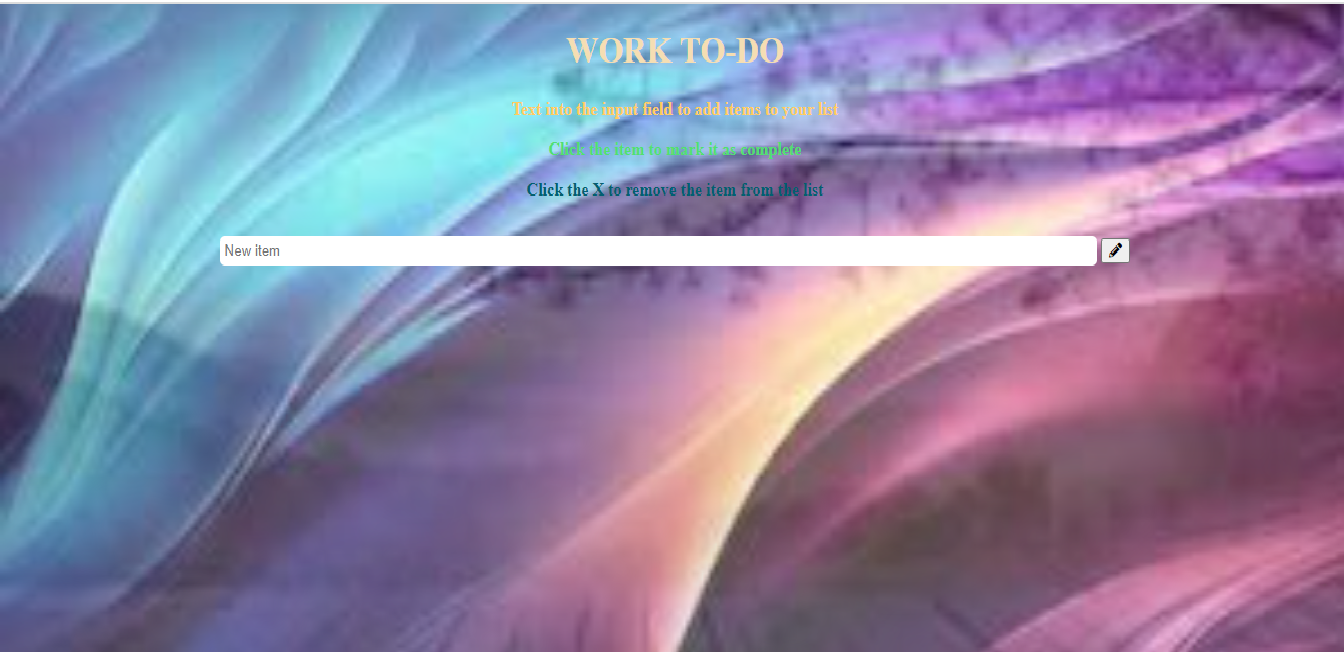 WORK TO-DO
Text into the input field to add items to your list
Click the item to mark it as complete
Click the X to remove the item from the list
New item